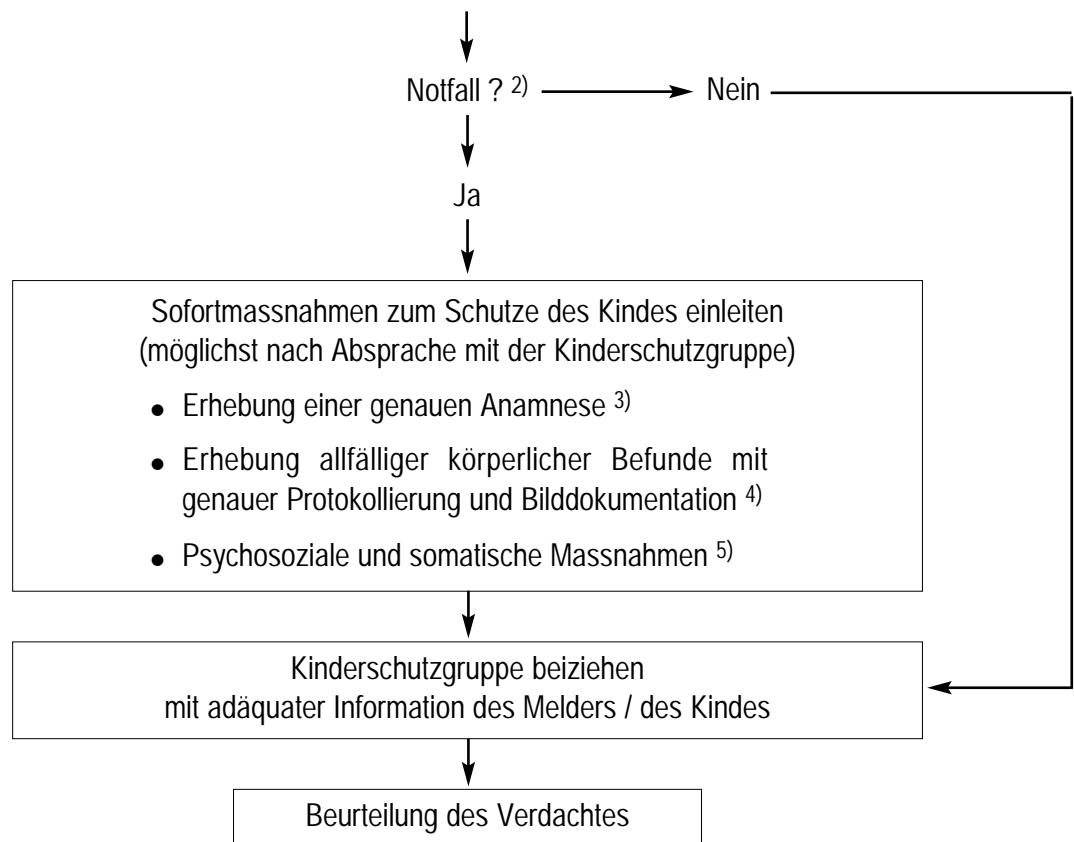 Notfall ? 2) Nein
Ja
Sofortmassnahmen zum Schutze des Kindes einleiten
(möglichst nach Absprache mit der Kinderschutzgruppe)
● Erhebung einer genauen Anamnese 3)
● Erhebung allfälliger körperlicher Befunde mit
genauer Protokollierung und Bilddokumentation 4)
● Psychosoziale und somatische Massnahmen 5)
Kinderschutzgruppe beiziehen
mit adäquater Information des Melders / des Kindes
Beurteilung des Verdachtes